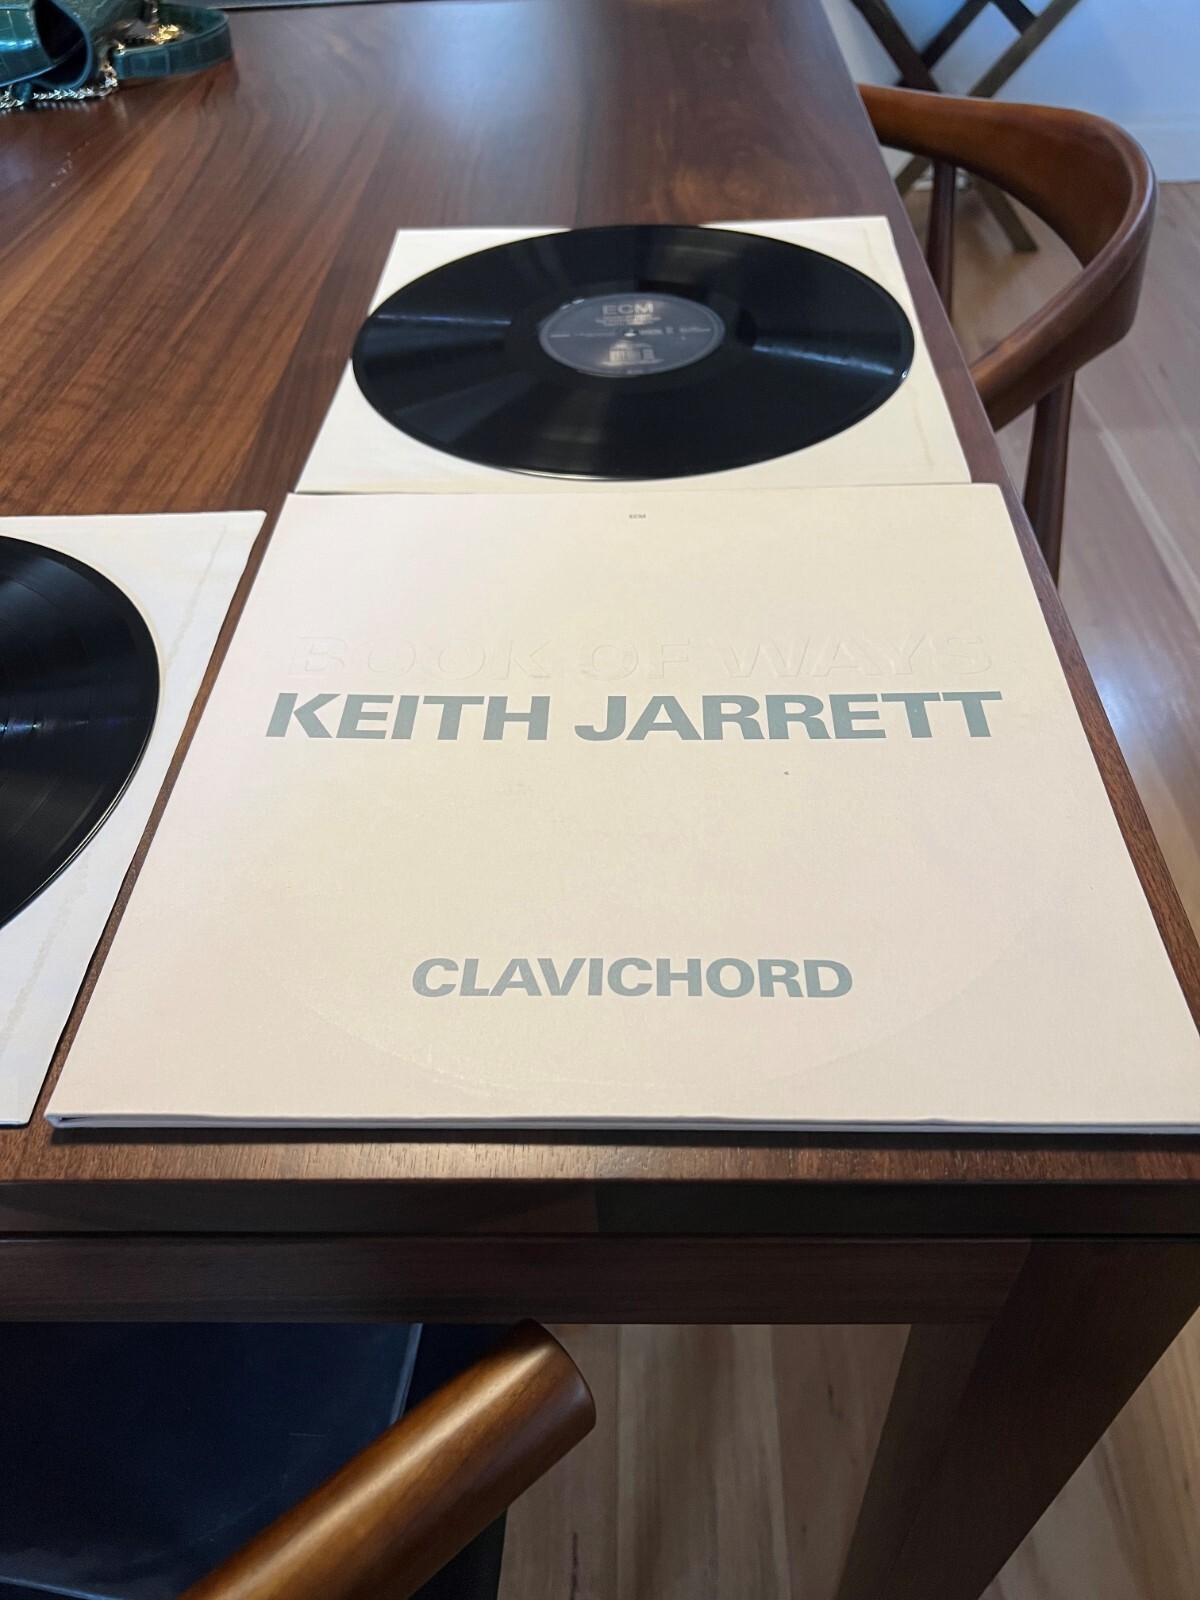 ECM
ECM
BOOK OF WAYS
KEITH JARRETT
CLAVICHORD